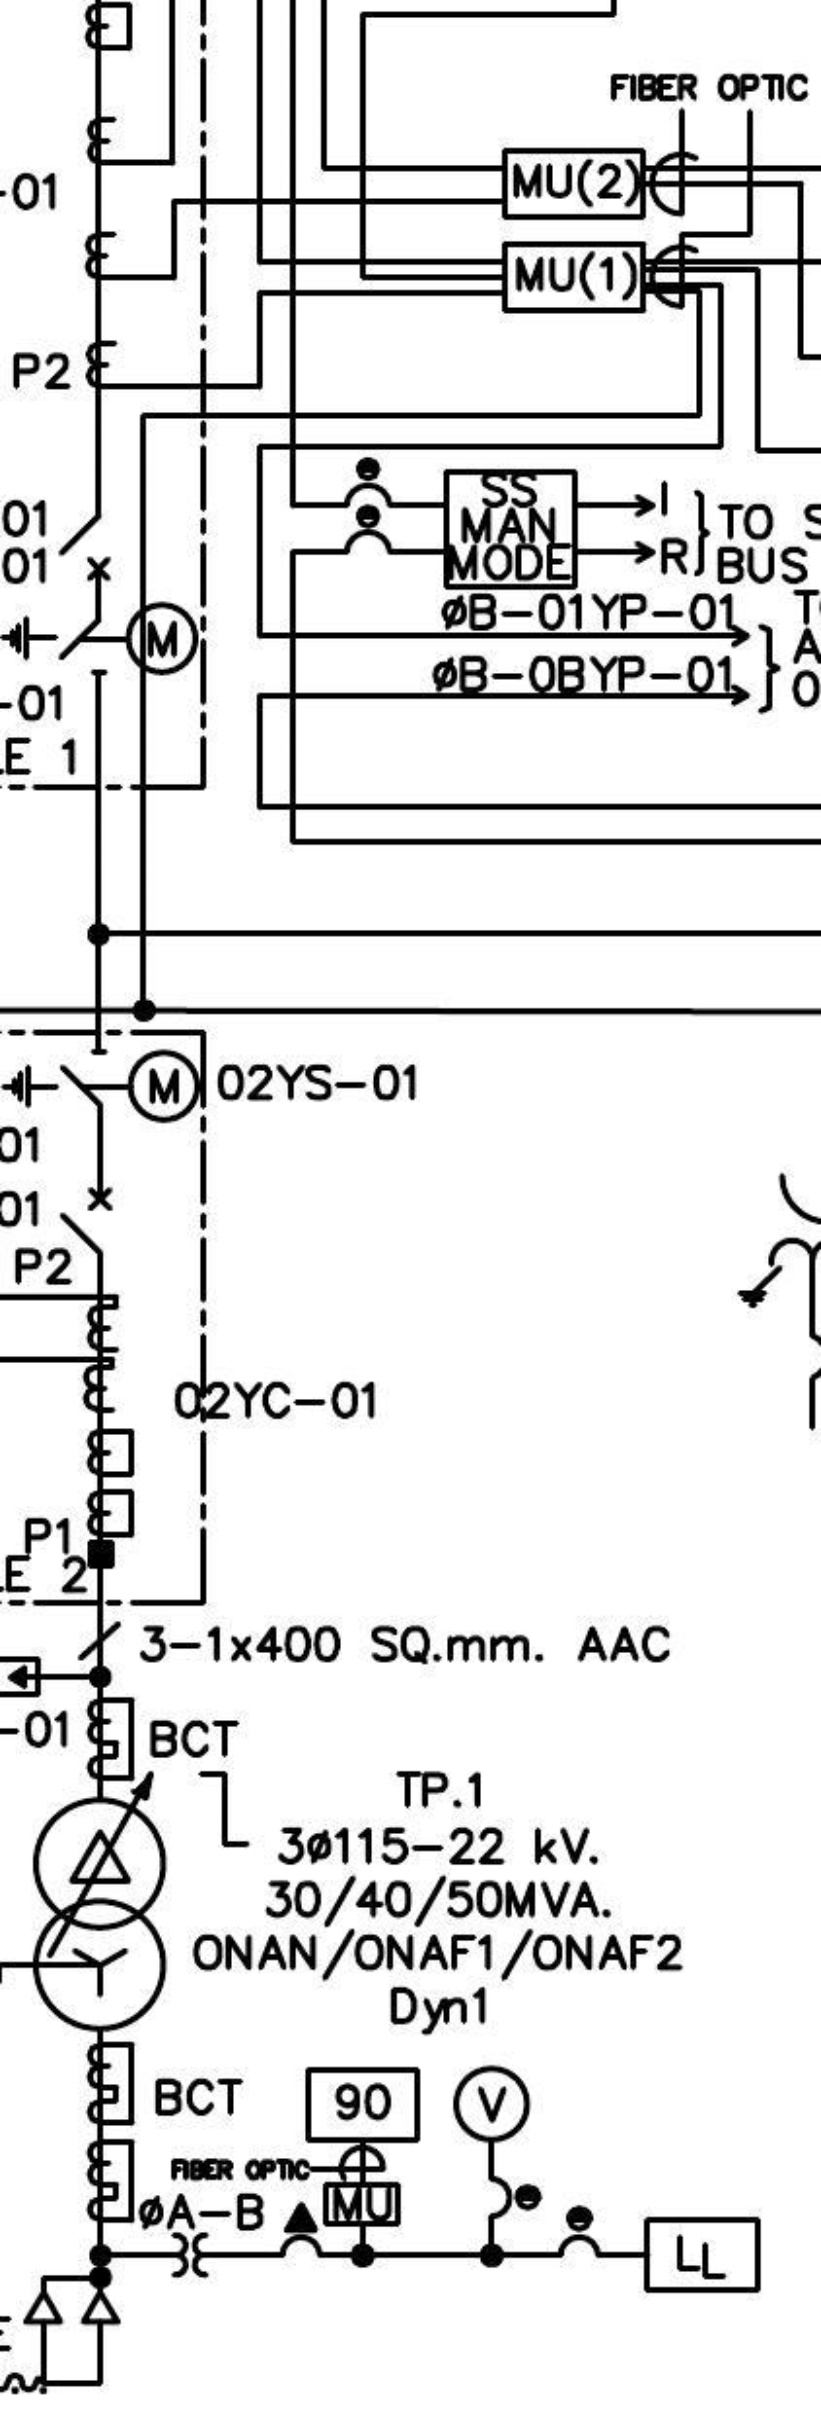 FIBER OPTIC
MU(2)
-01
MU(1)
P2
01
SS
MAN
MODE
I
R
TO S
BUS
01
M
øB-01YP-01
øB-0BYP-01
-01
LE 1
M
02YS-01
01
01
P2
02YC-01
P1
LE 2
3-1x400 SQ.mm. AAC
-01
BCT
TP.1
3ø115-22 kV.
30/40/50MVA.
ONAN/ONAF1/ONAF2
Dyn1
BCT
90
V
FIBER OPTIC
MU
øA-B
LL